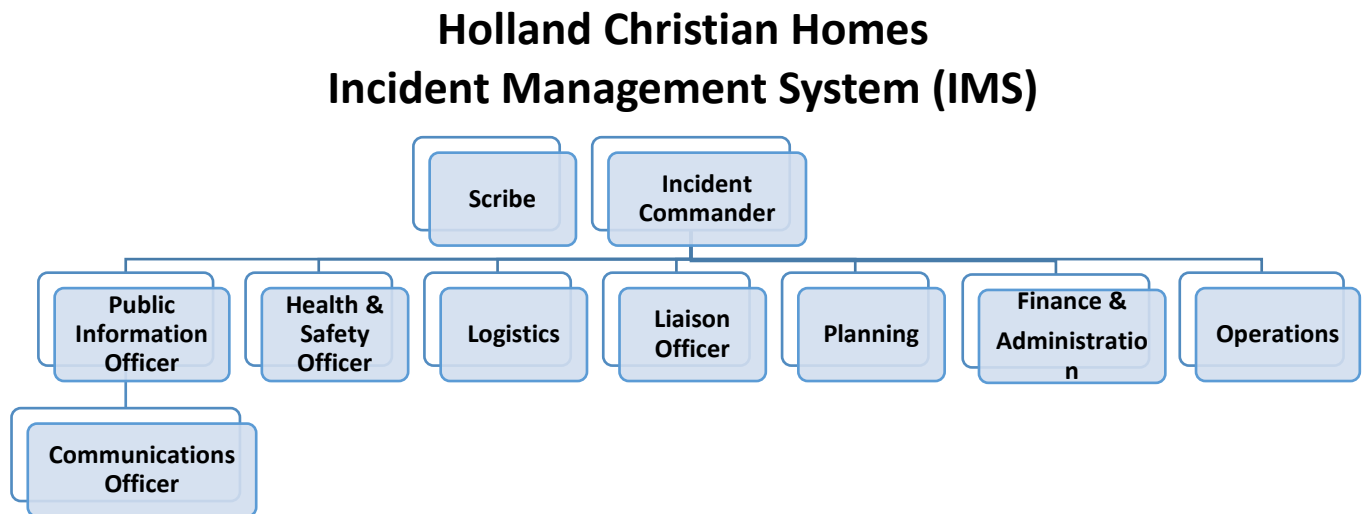 Holland Christian Homes
Incident Management System (IMS)
Scribe
Incident
Commander
Public
Information
Officer
Health &
Safety
Officer
Logistics
Liaison
Officer
Planning
Finance &
Administratio
n
Operations
Communications
Officer